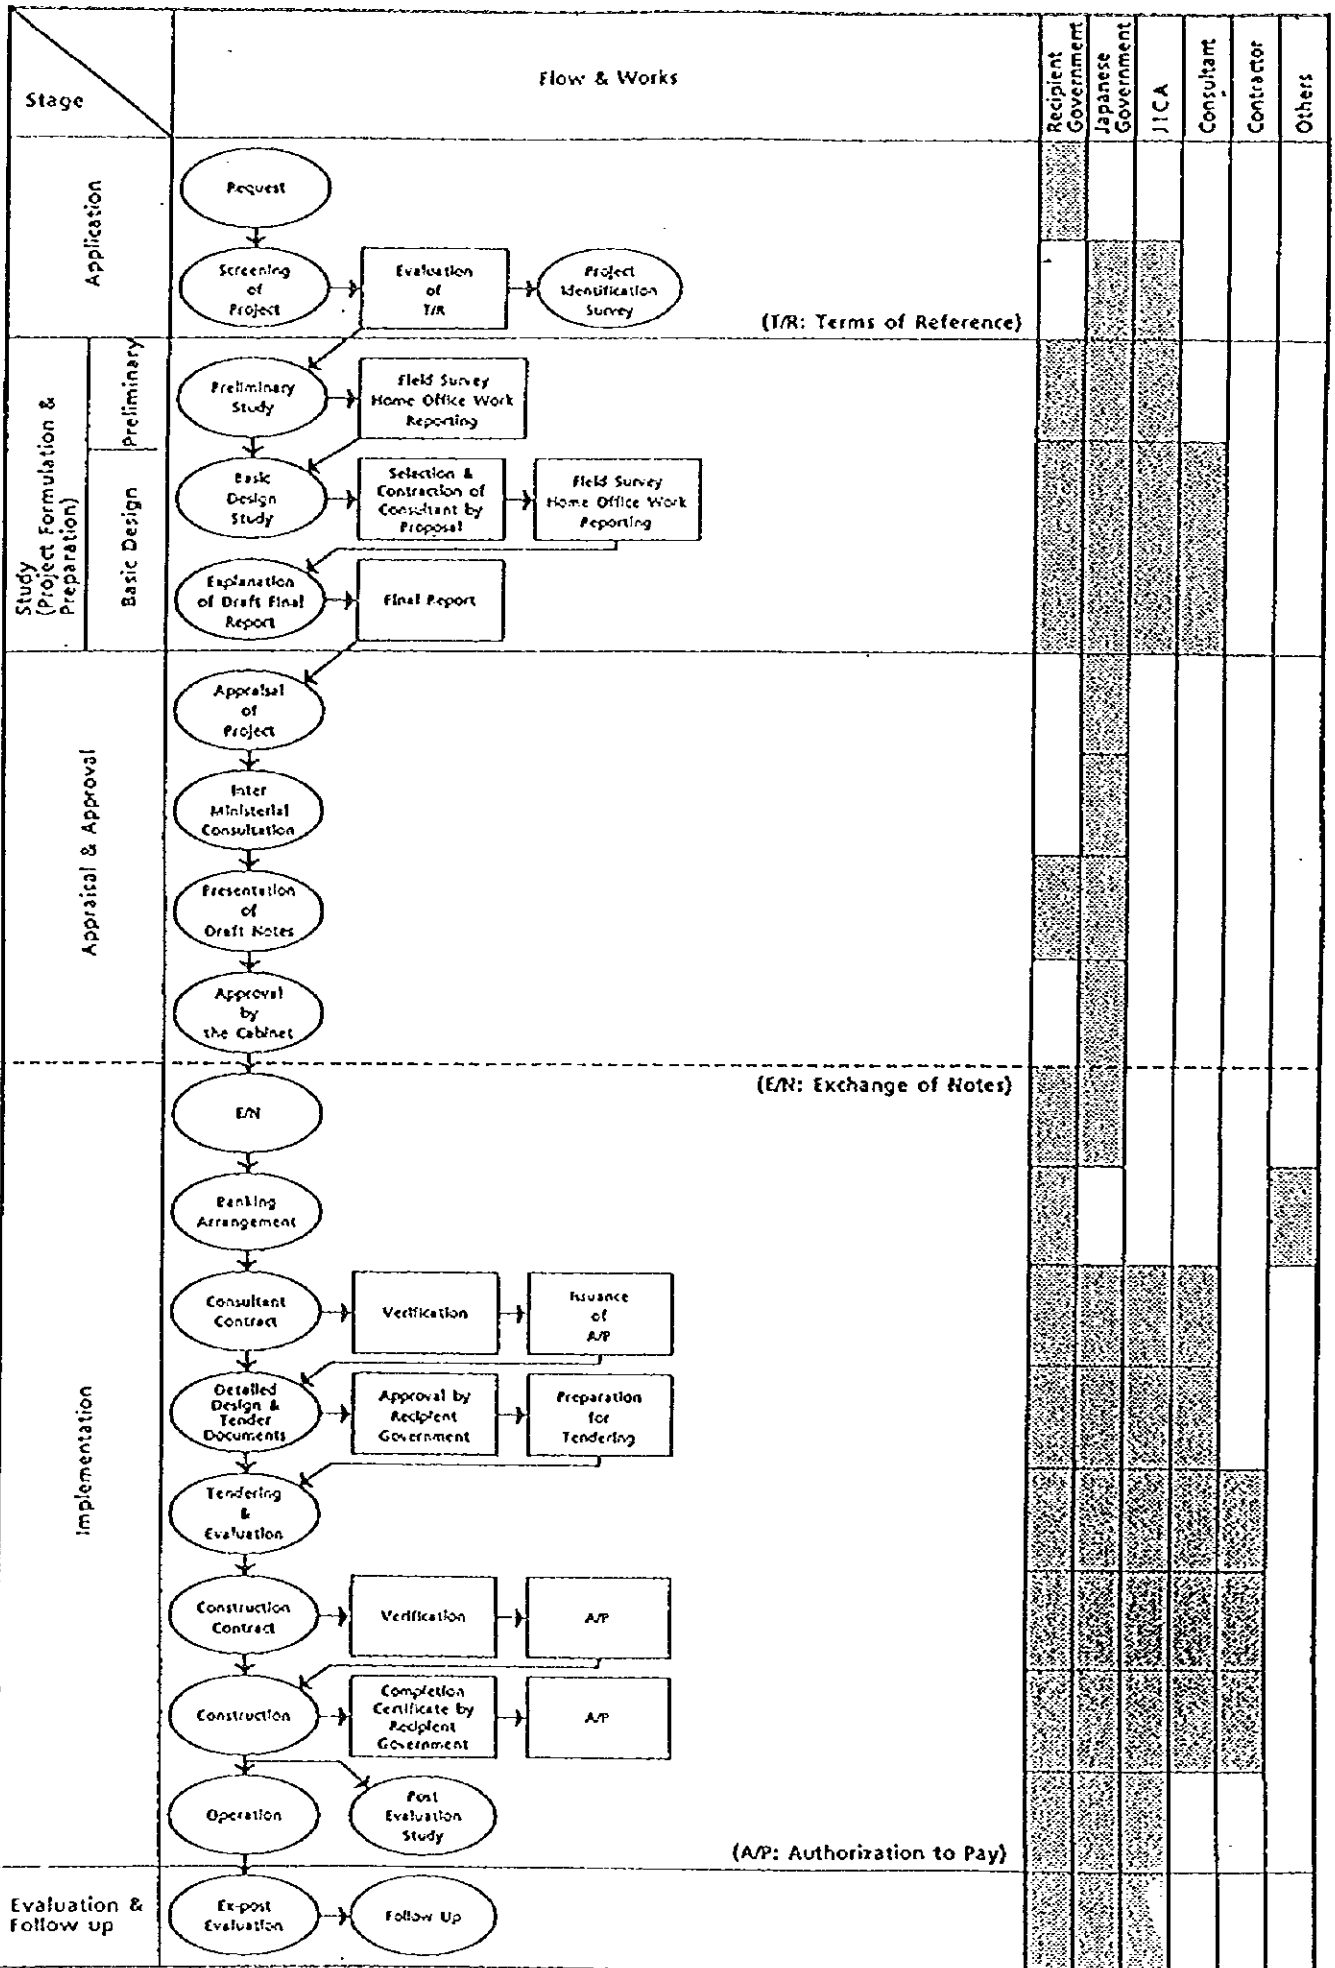 Stage
Flow & Works
Recipient
Government
Japanese
Government
JICA
Consultant
Contractor
Others
Application
Request
Screening
of
Project
Evaluation
of
T/R
Project
Identification
Survey
(T/R: Terms of Reference)
Study
(Project Formulation &
Preparation)
Preliminary
Preliminary
Study
Field Survey
Home Office Work
Reporting
Basic Design
Basic
Design
Study
Selection &
Contraction of
Consultant by
Proposal
Field Survey
Home Office Work
Reporting
Explanation
of Draft Final
Report
Final Report
Appraical & Approval
Appraisal
of
Project
Inter
Ministerial
Consultation
Presentation
of
Draft Notes
Approval
by
the Cabinet
(E/N: Exchange of Notes)
Implementation
E/N
Banking
Arrangement
Consultant
Contract
Verification
Issuance
of
A/P
Detailed
Design &
Tender
Documents
Approval by
Recipient
Government
Preparation
for
Tendering
Tendering
&
Evaluation
Construction
Contract
Verification
A/P
Construction
Completion
Certificate by
Recipient
Government
A/P
Operation
Post
Evaluation
Study
(A/P: Authorization to Pay)
Evaluation &
Follow up
Ex-post
Evaluation
Follow Up